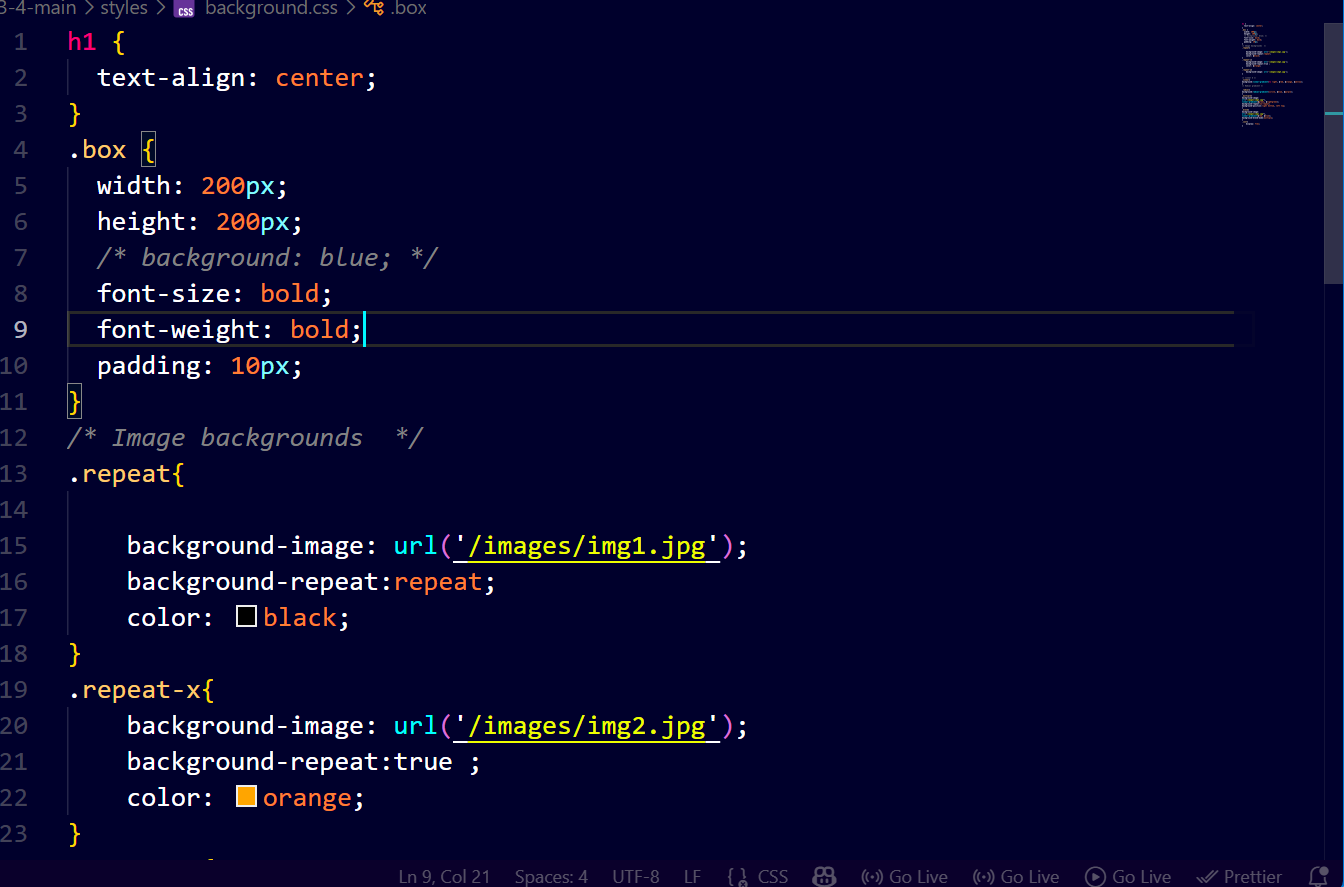 3-4-main > styles > css background.css > .box
1 h1 {
2 text-align: center;
3 }
4 .box {
5 width: 200px;
6 height: 200px;
7 /* background: blue; */
8 font-size: bold;
9 font-weight: bold;
10 padding: 10px;
11 }
12 /* Image backgrounds  */
13 .repeat{
14
15 background-image: url('/images/img1.jpg');
16 background-repeat:repeat;
17 color: black;
18 }
19 .repeat-x{
20 background-image: url('/images/img2.jpg');
21 background-repeat:true ;
22 color: orange;
23 }
Ln 9, Col 21 Spaces: 4 UTF-8 LF { } CSS Go Live Go Live Go Live Prettier